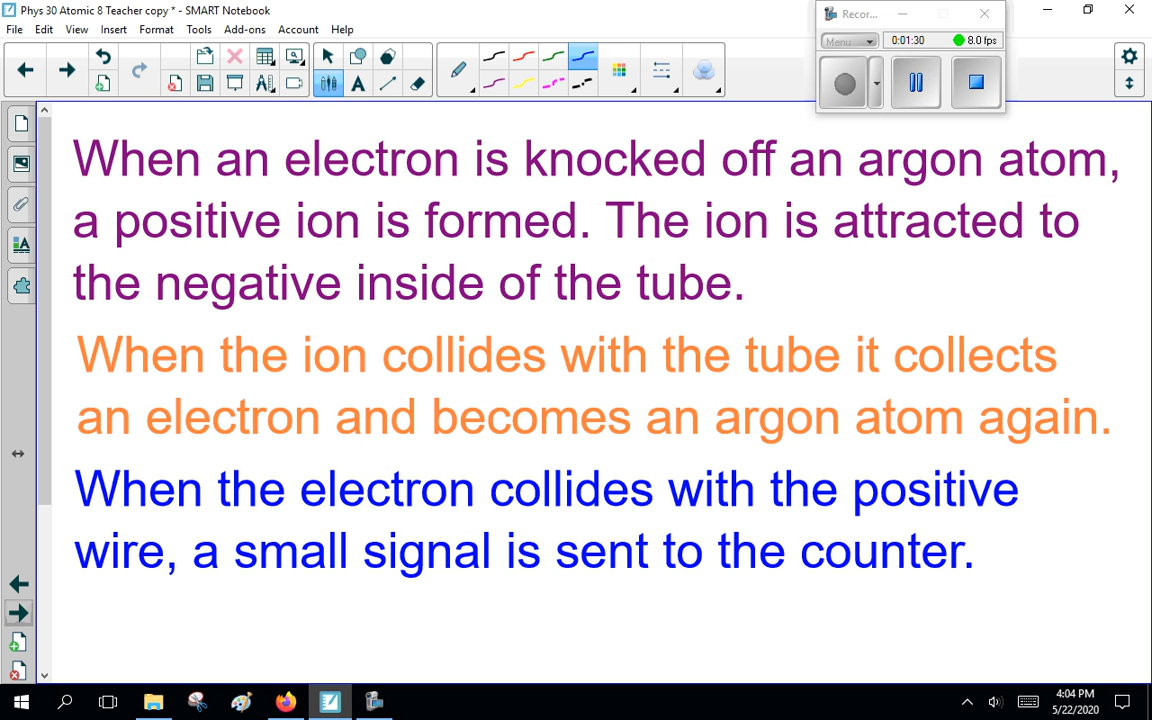 Phys 30 Atomic 8 Teacher copy * - SMART Notebook
File Edit View Insert Format Tools Add-ons Account Help
Recor...
Menu
0:01:30
8.0 fps
When an electron is knocked off an argon atom,
a positive ion is formed. The ion is attracted to
the negative inside of the tube.
When the ion collides with the tube it collects
an electron and becomes an argon atom again.
When the electron collides with the positive
wire, a small signal is sent to the counter.
4:04 PM
5/22/2020